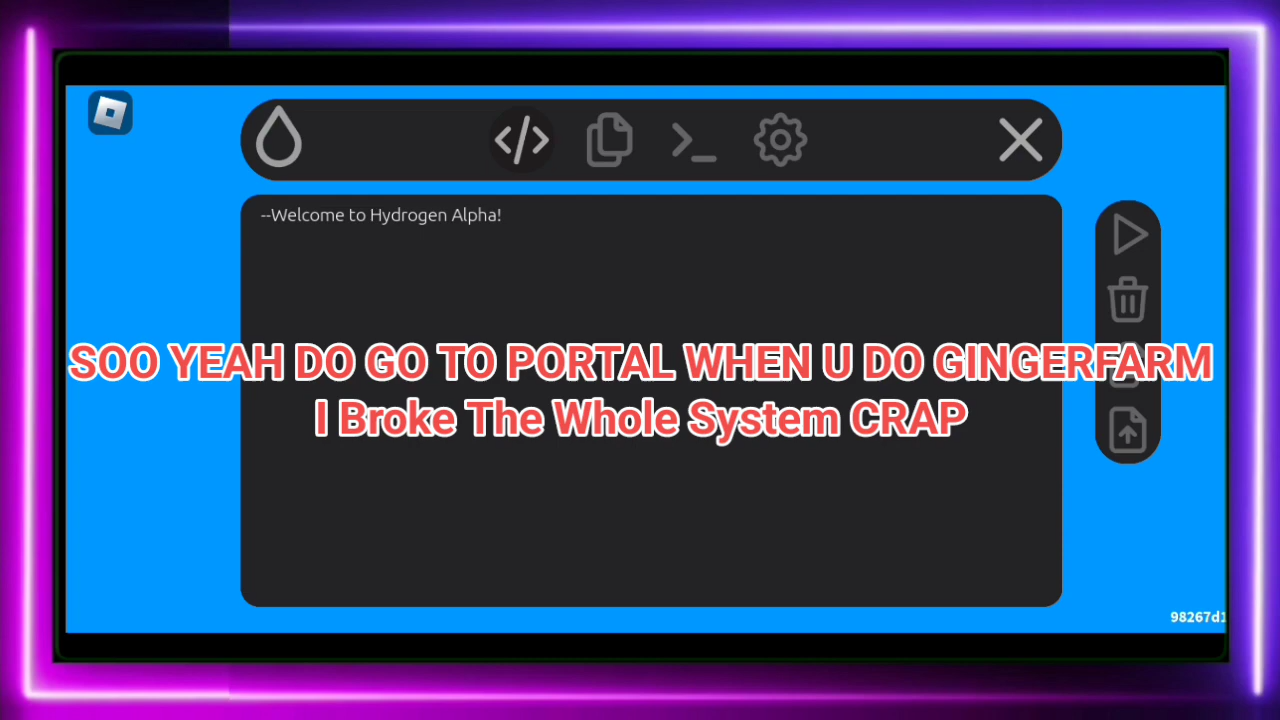 --Welcome to Hydrogen Alpha!
SOO YEAH DO GO TO PORTAL WHEN U DO GINGERFARM
I Broke The Whole System CRAP
98267d1